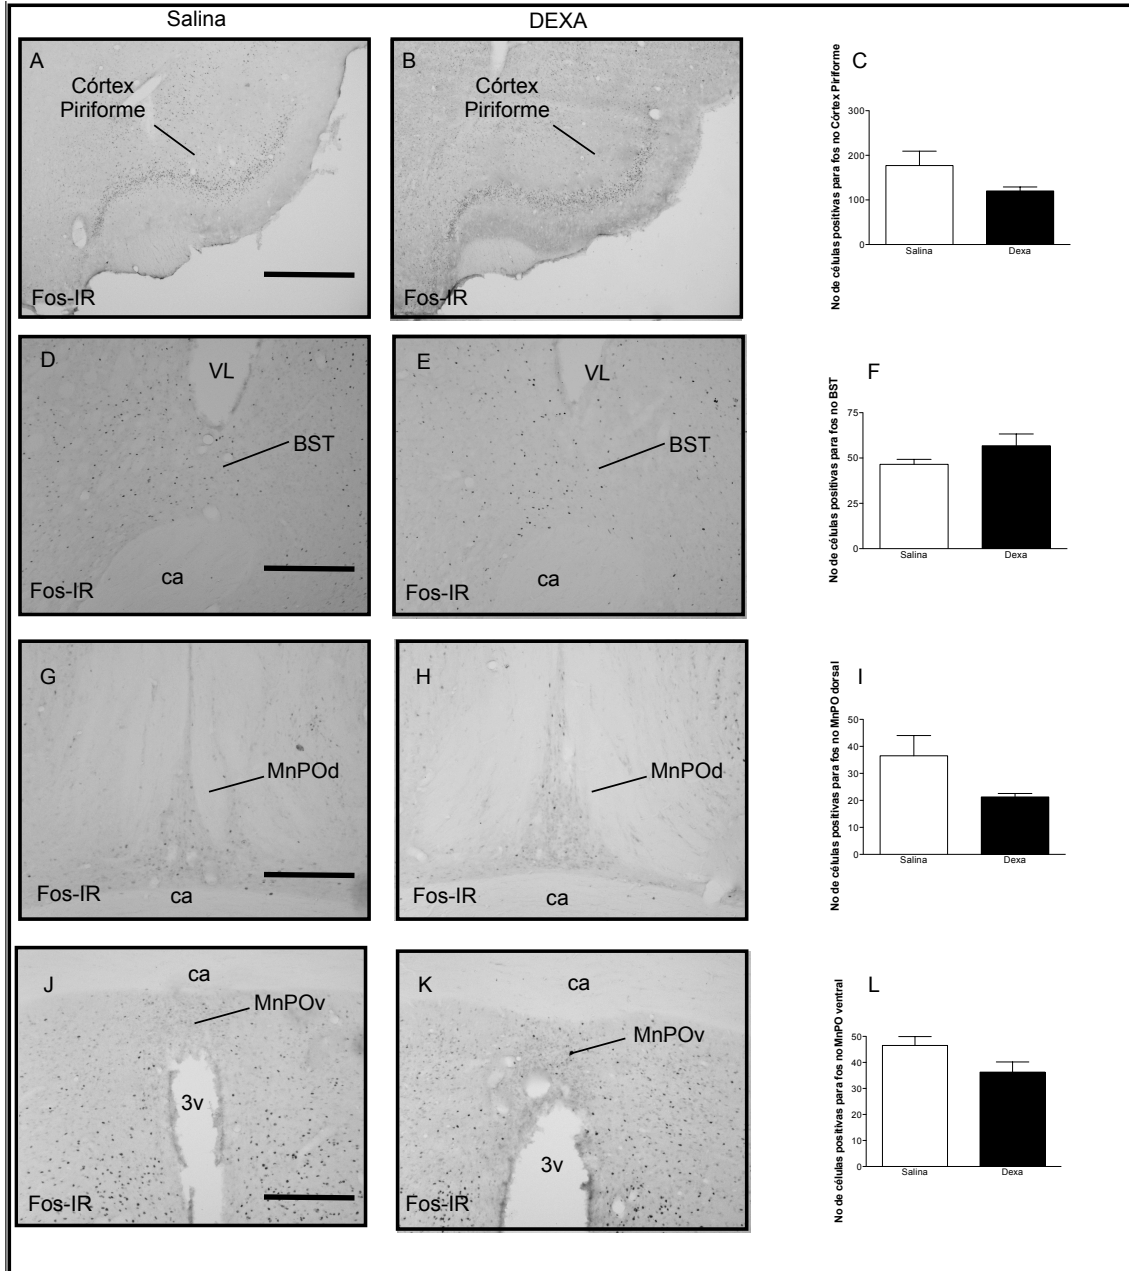 Salina
DEXA
A
Córtex
Piriforme
Fos-IR
B
Córtex
Piriforme
Fos-IR
C
No de células positivas para fos no Córtex Piriforme
300
200
100
0
Salina
Dexa
D
VL
BST
ca
Fos-IR
E
VL
BST
ca
Fos-IR
F
No de células positivas para fos no BST
75
50
25
0
Salina
Dexa
G
MnPOd
Fos-IR
ca
H
MnPOd
Fos-IR
ca
I
No de células positivas para fos no MnPO dorsal
50
40
30
20
10
0
Salina
Dexa
J
ca
MnPOv
3v
Fos-IR
K
ca
MnPOv
3v
Fos-IR
L
No de células positivas para fos no MnPO ventral
50
40
30
20
10
0
Salina
Dexa